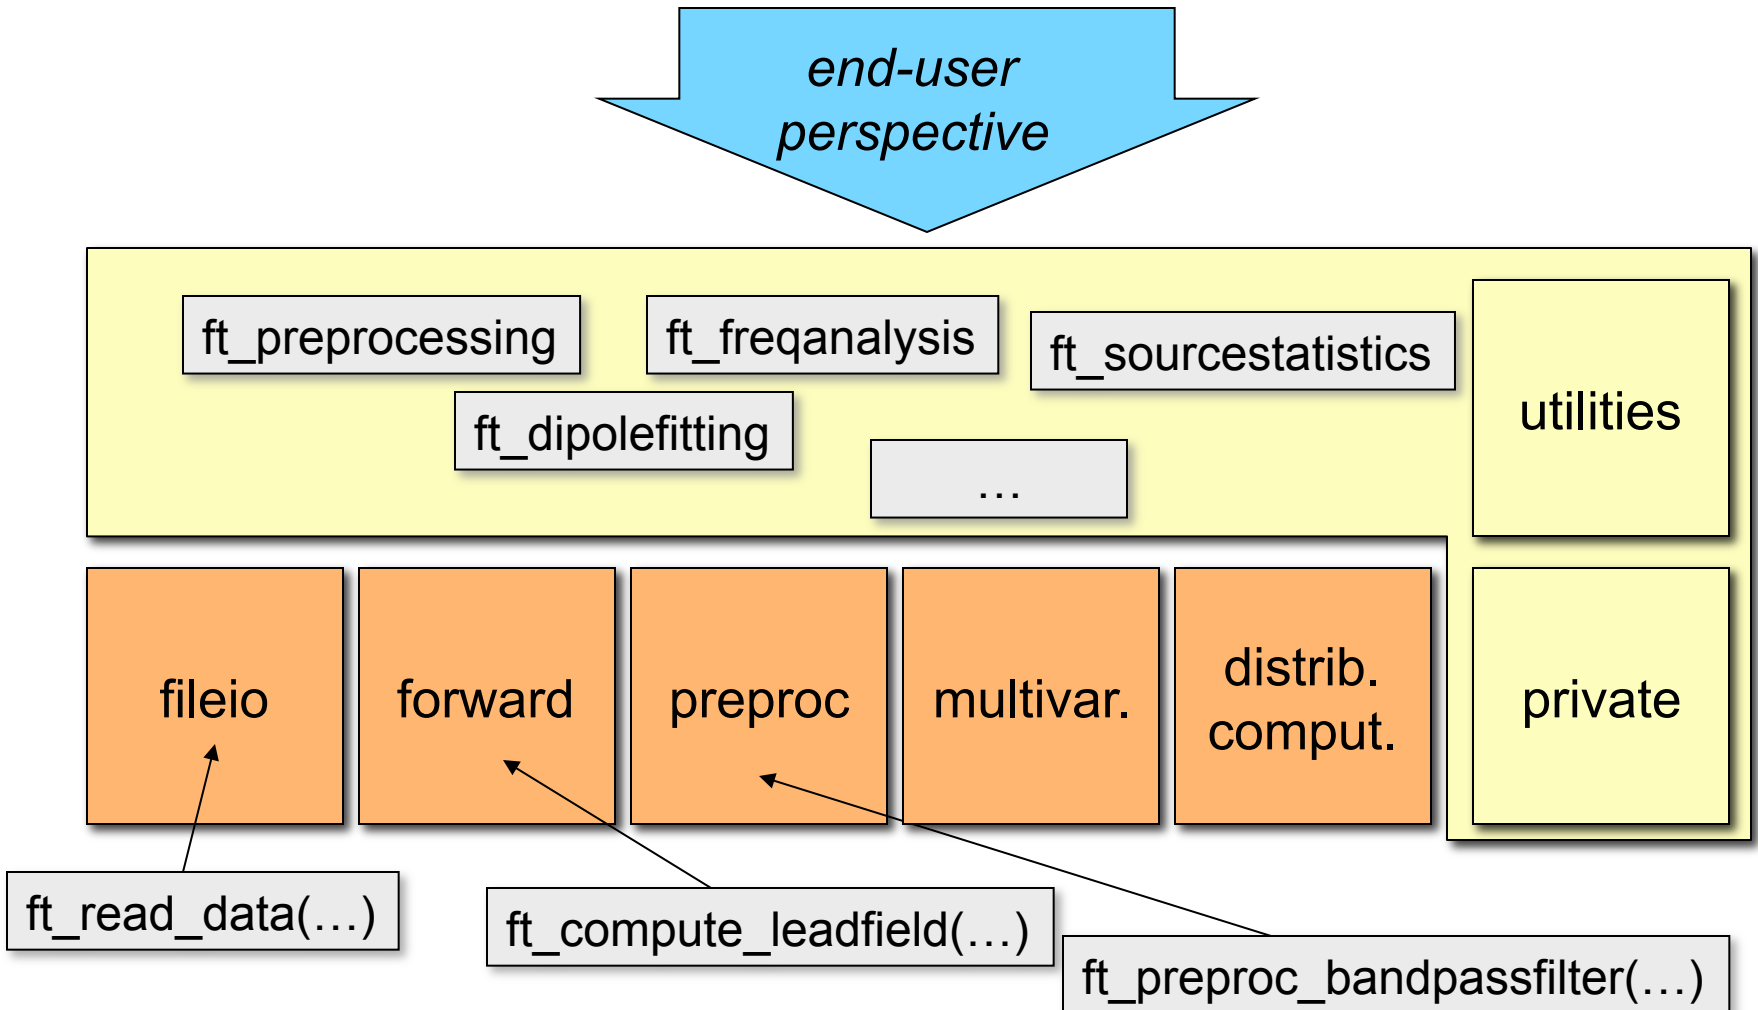 end-user
perspective
ft_preprocessing
ft_freqanalysis
ft_sourcestatistics
ft_dipolefitting
…
utilities
fileio
forward
preproc
multivar.
distrib.
comput.
private
ft_read_data(…)
ft_compute_leadfield(…)
ft_preproc_bandpassfilter(…)